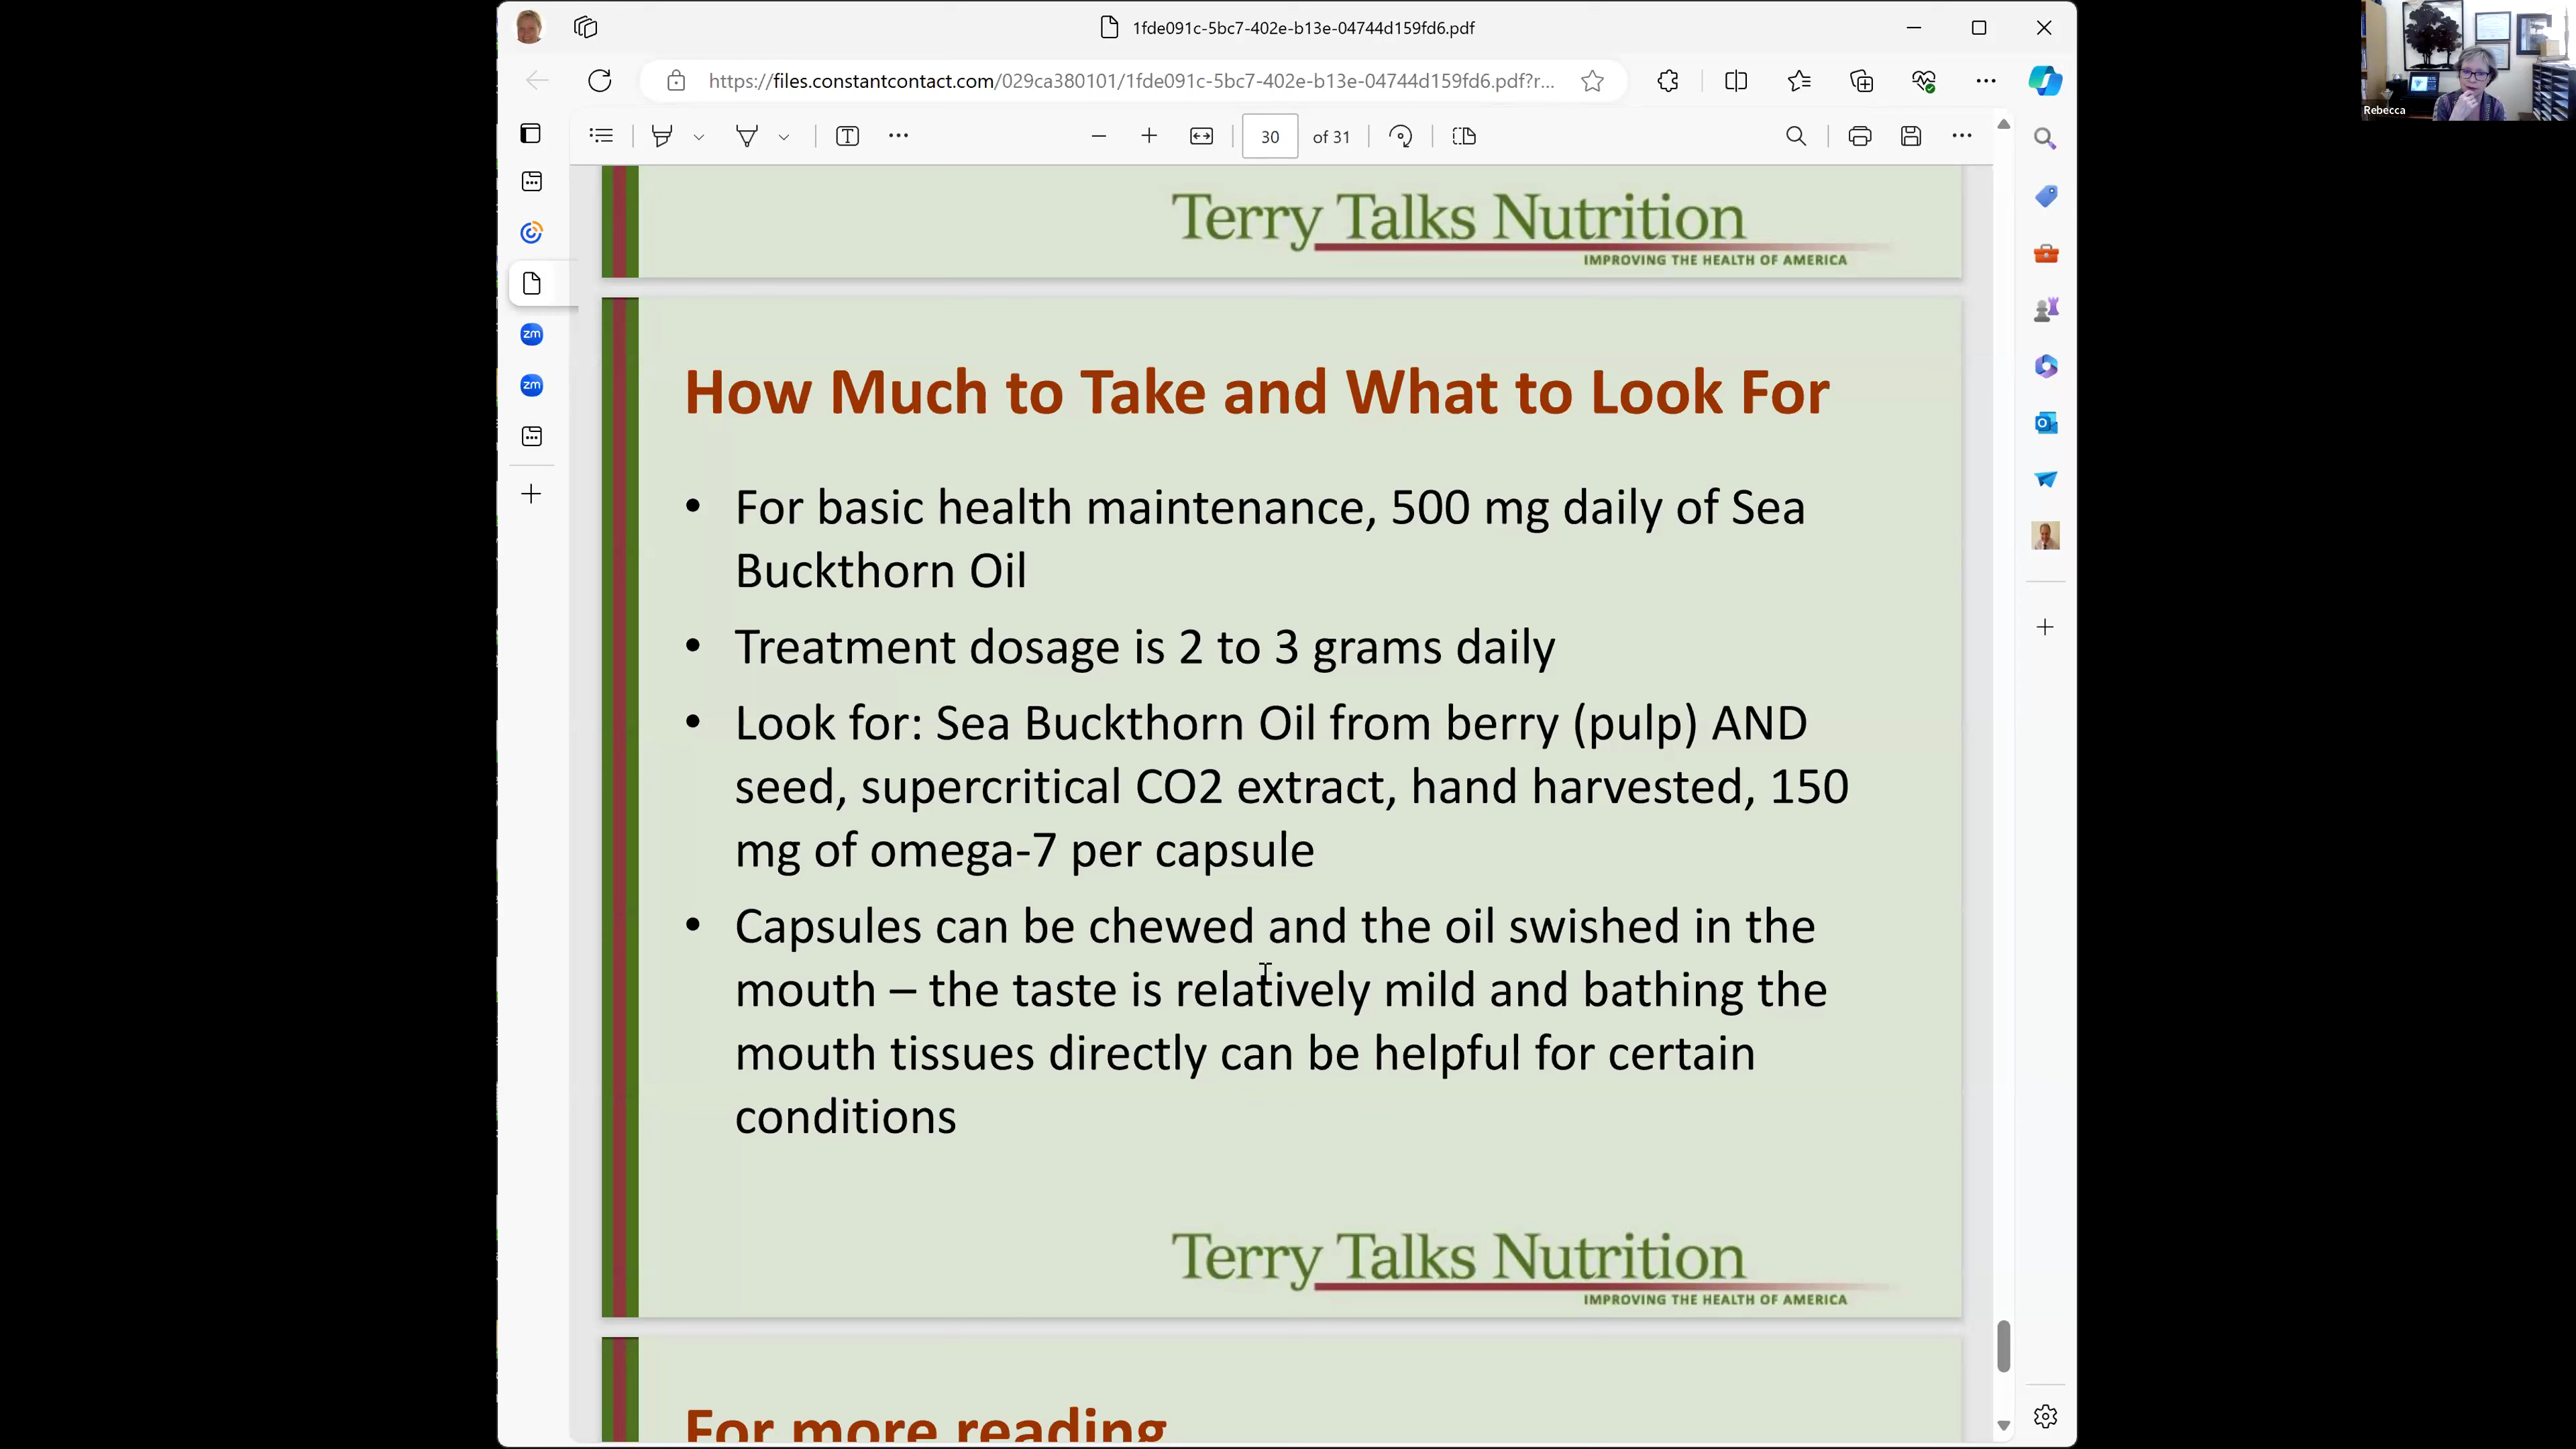 1fde091c-5bc7-402e-b13e-04744d159fd6.pdf
https://files.constantcontact.com/029ca380101/1fde091c-5bc7-402e-b13e-04744d159fd6.pdf?r...
Rebecca
30 of 31
zm
zm
Terry Talks Nutrition
IMPROVING THE HEALTH OF AMERICA
How Much to Take and What to Look For
• For basic health maintenance, 500 mg daily of Sea
Buckthorn Oil
• Treatment dosage is 2 to 3 grams daily
• Look for: Sea Buckthorn Oil from berry (pulp) AND
seed, supercritical CO2 extract, hand harvested, 150
mg of omega-7 per capsule
• Capsules can be chewed and the oil swished in the
mouth – the taste is relatively mild and bathing the
mouth tissues directly can be helpful for certain
conditions
Terry Talks Nutrition
IMPROVING THE HEALTH OF AMERICA
For more reading